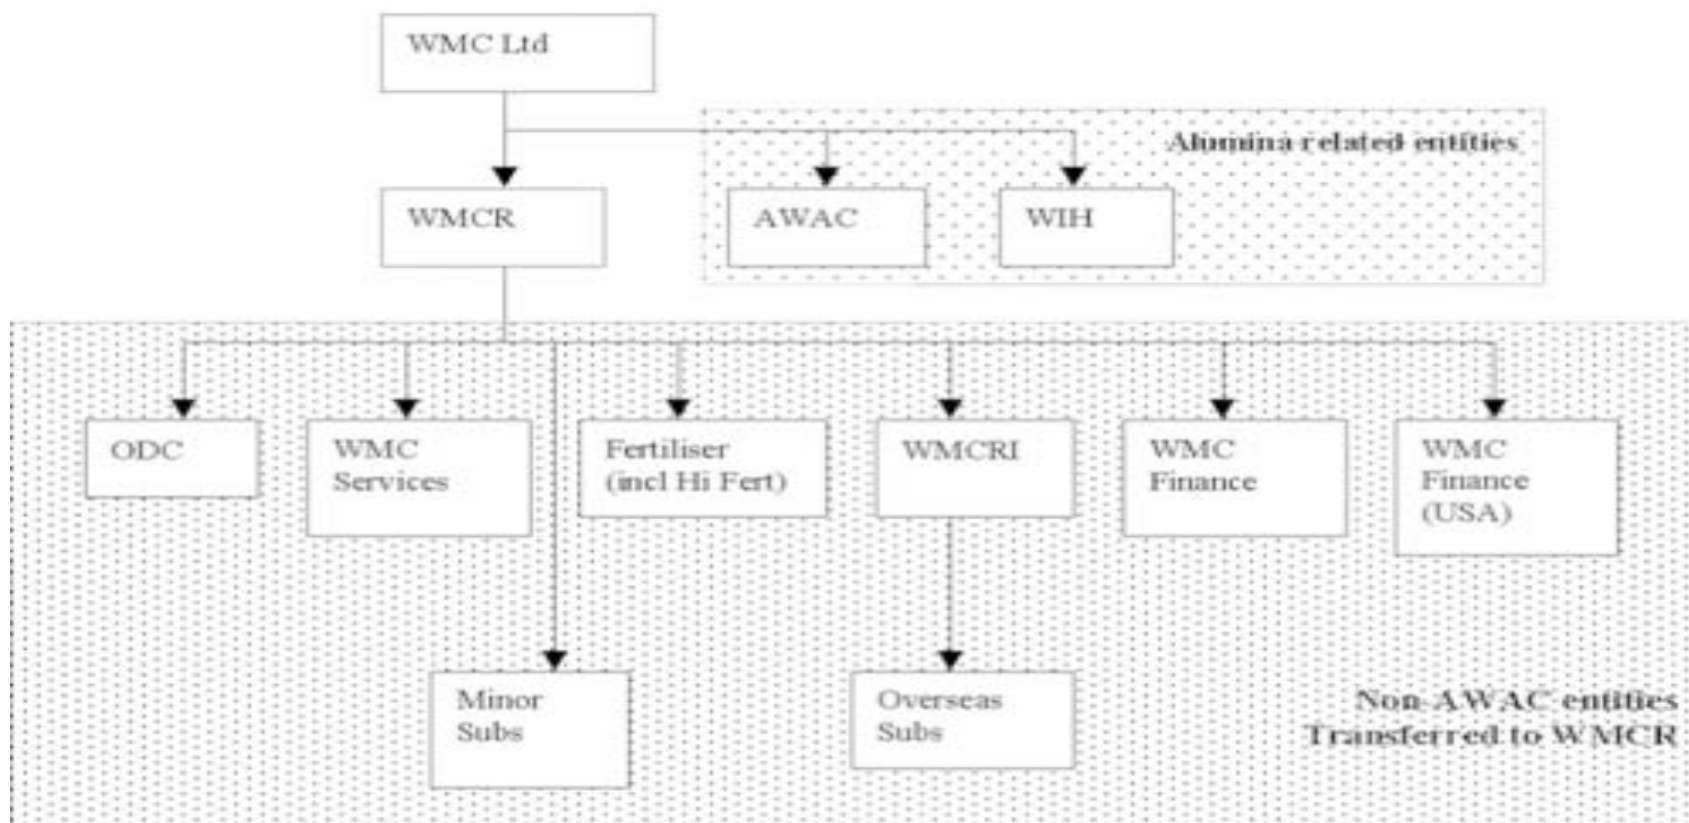 WMC Ltd
Alumina related entities
WMCR
AWAC
WIH
ODC
WMC
Services
Fertiliser
(incl Hi Fert)
WMCRI
WMC
Finance
WMC
Finance
(USA)
Minor
Subs
Overseas
Subs
Non-AWAC entities
Transferred to WMCR